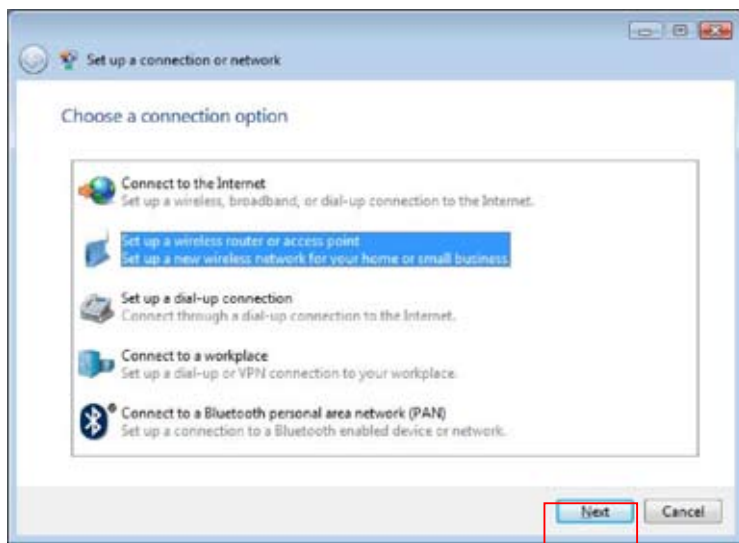 Set up a connection or network
Choose a connection option
Connect to the Internet
Set up a wireless, broadband, or dial-up connection to the Internet.
Set up a wireless router or access point
Set up a new wireless network for your home or small business
Set up a dial-up connection
Connect through a dial-up connection to the Internet.
Connect to a workplace
Set up a dial-up or VPN connection to your workplace.
Connect to a Bluetooth personal area network (PAN)
Set up a connection to a Bluetooth enabled device or network.
Next Cancel